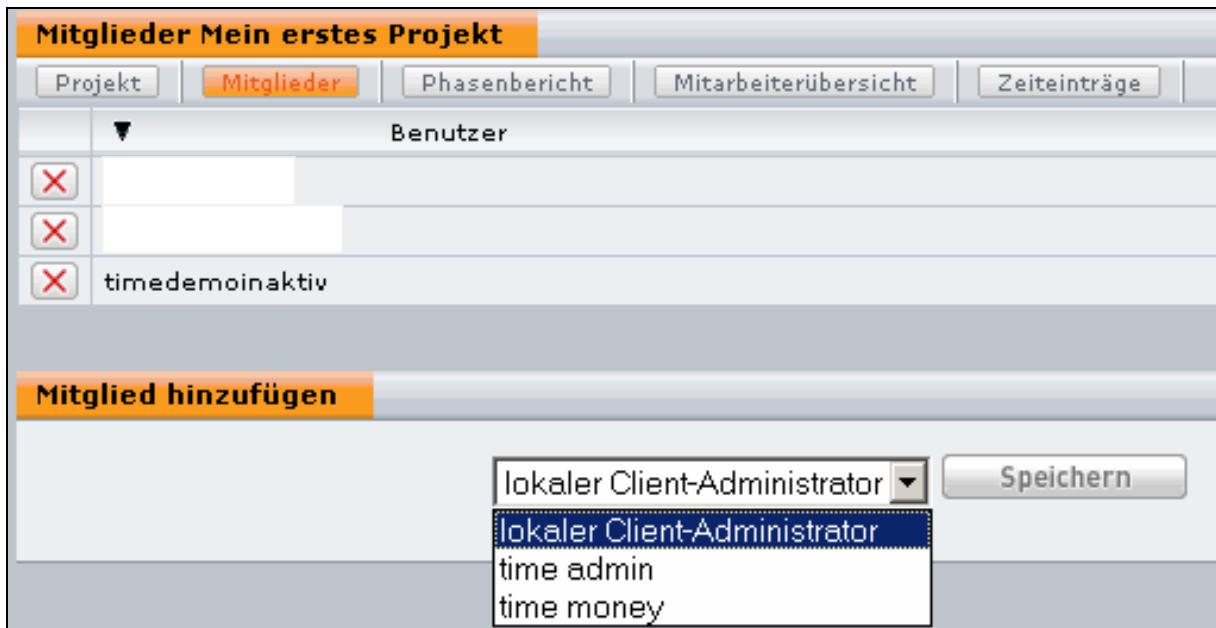 Mitglieder Mein erstes Projekt
Projekt Mitglieder Phasenbericht Mitarbeiterübersicht Zeiteinträge
Benutzer
timedemoinaktiv
Mitglied hinzufügen
lokaler Client-Administrator Speichern
lokaler Client-Administrator
time admin
time money